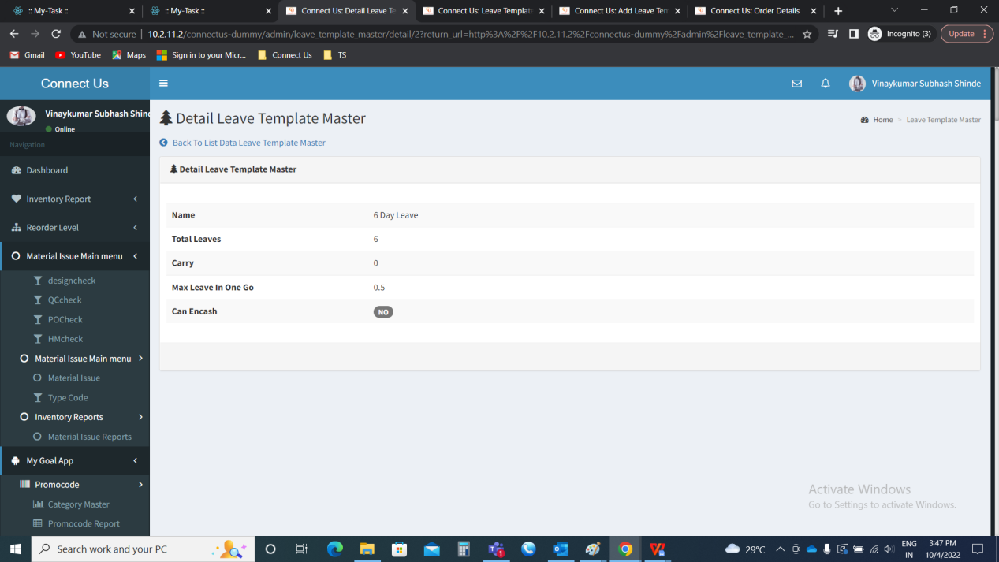 :: My-Task ::
:: My-Task ::
Connect Us: Detail Leave Te
Connect Us: Leave Templat
Connect Us: Add Leave Tem
Connect Us: Order Details
Not secure | 10.2.11.2/connectus-dummy/admin/leave_template_master/detail/2?return_url=http%3A%2F%2F10.2.11.2%2Fconnectus-dummy%2Fadmin%2Fleave_template_...
Incognito (3)
Update
Gmail
YouTube
Maps
Sign in to your Micr...
Connect Us
TS
Connect Us
Vinaykumar Subhash Shinde
Vinaykumar Subhash Shind
Online
Navigation
Dashboard
Inventory Report
Reorder Level
Material Issue Main menu
designcheck
QCcheck
POCheck
HMcheck
Material Issue Main menu
Material Issue
Type Code
Inventory Reports
Material Issue Reports
My Goal App
Promocode
Category Master
Promocode Report
Detail Leave Template Master
Home > Leave Template Master
Back To List Data Leave Template Master
Detail Leave Template Master
Name 6 Day Leave
Total Leaves 6
Carry 0
Max Leave In One Go 0.5
Can Encash NO
Activate Windows
Go to Settings to activate Windows.
Search work and your PC
1
29°C
ENG
IN
3:47 PM
10/4/2022